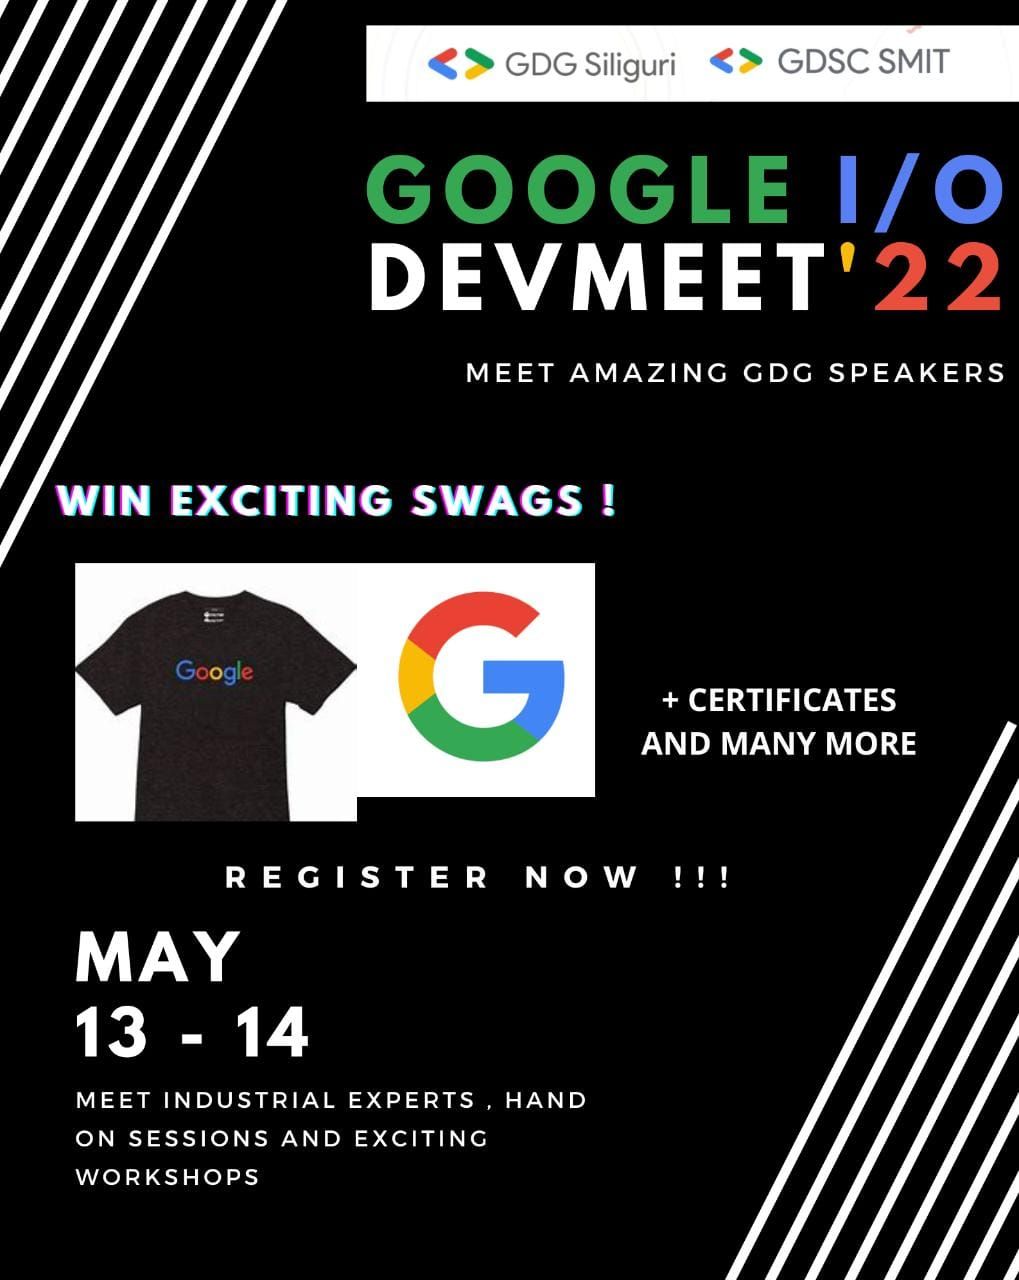 GDG Siliguri GDSC SMIT
GOOGLE I/O
DEVMEET'22
MEET AMAZING GDG SPEAKERS
WIN EXCITING SWAGS !
Google
+ CERTIFICATES
AND MANY MORE
REGISTER NOW !!!
MAY
13 - 14
MEET INDUSTRIAL EXPERTS , HAND
ON SESSIONS AND EXCITING
WORKSHOPS